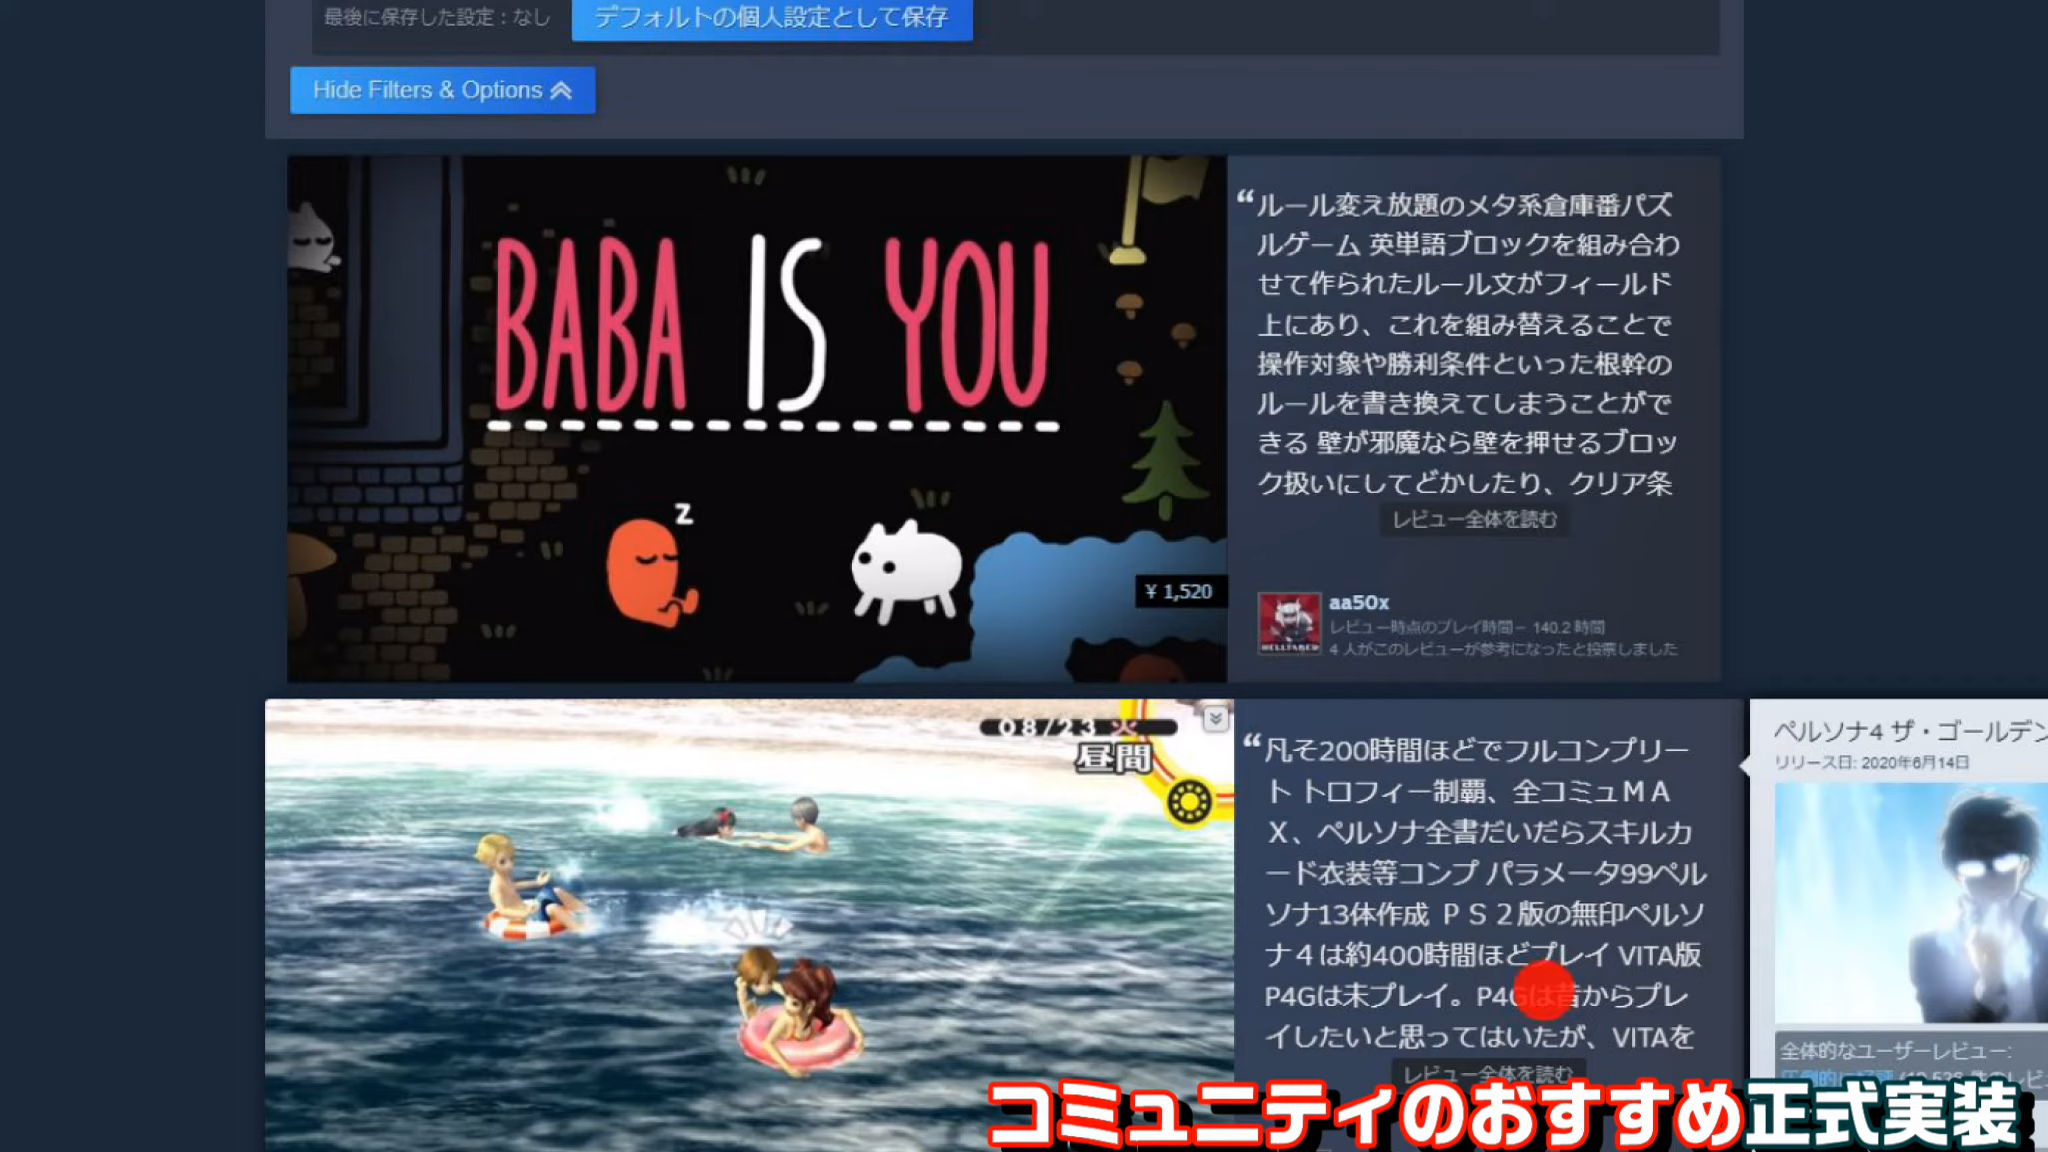 最後に保存した設定：なし
デフォルトの個人設定として保存
Hide Filters & Options
BABA IS YOU
z
¥ 1,520
“ルール変え放題のメタ系倉庫番パズ
ルゲーム 英単語ブロックを組み合わ
せて作られたルール文がフィールド
上にあり、これを組み替えることで
操作対象や勝利条件といった根幹の
ルールを書き換えてしまうことがで
きる 壁が邪魔なら壁を押せるブロッ
ク扱いにしてどかしたり、クリア条
レビュー全体を読む
HELLTAKER
aa50x
レビュー時点のプレイ時間－ 140.2 時間
4 人がこのレビューが参考になったと投票しました
08/23 火
昼間
“凡そ200時間ほどでフルコンプリー
ト トロフィー制覇、全コミュＭＡ
Ｘ、ペルソナ全書だいだらスキルカ
ード衣装等コンプ パラメータ99ペル
ソナ13体作成 ＰＳ２版の無印ペルソ
ナ４は約400時間ほどプレイ VITA版
P4Gは未プレイ。P4Gは昔からプレ
イしたいと思ってはいたが、VITAを
レビュー全体を読む
ペルソナ4 ザ・ゴールデン
リリース日: 2020年6月14日
全体的なユーザーレビュー:
コミュニティのおすすめ正式実装